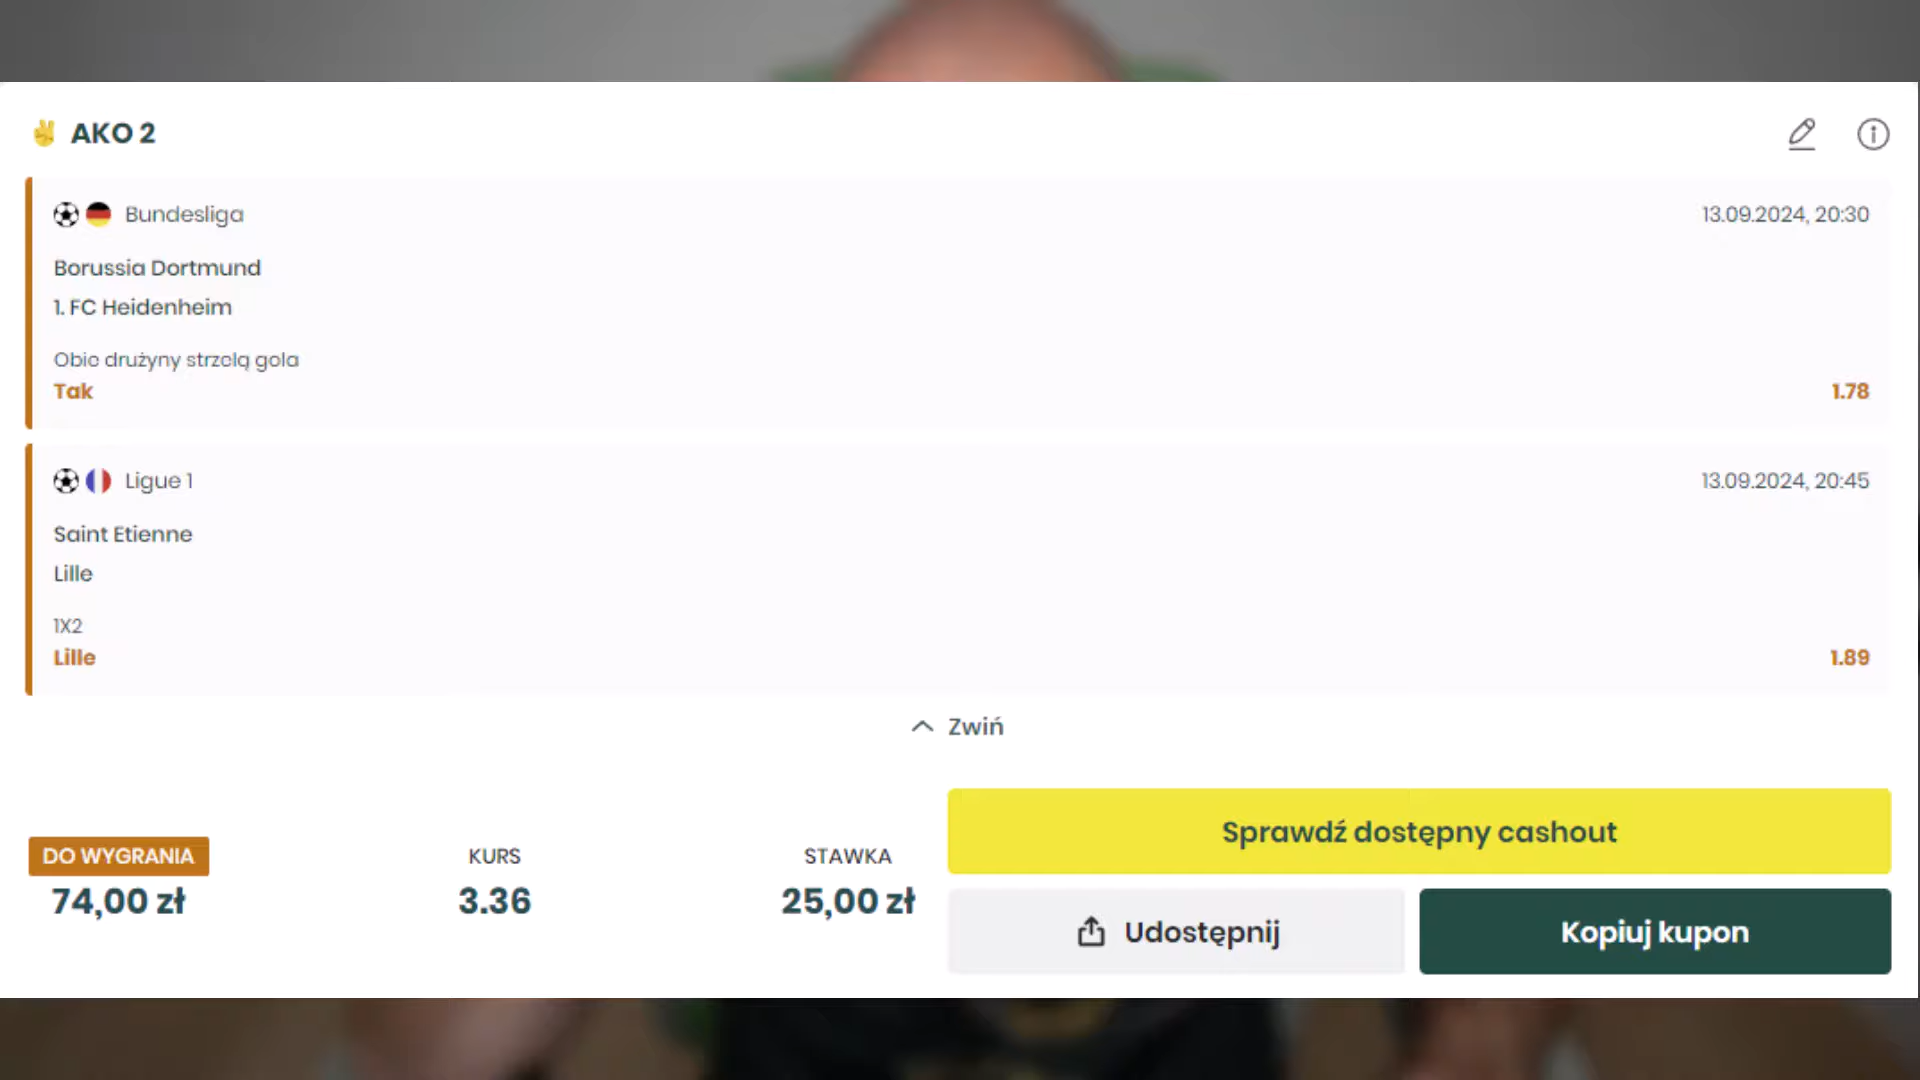 AKO 2
Bundesliga
13.09.2024, 20:30
Borussia Dortmund
1. FC Heidenheim
Obie drużyny strzelą gola
Tak
1.78
Ligue 1
13.09.2024, 20:45
Saint Etienne
Lille
1X2
Lille
1.89
Zwiń
DO WYGRANIA
74,00 zł
KURS
3.36
STAWKA
25,00 zł
Sprawdź dostępny cashout
Udostępnij
Kopiuj kupon